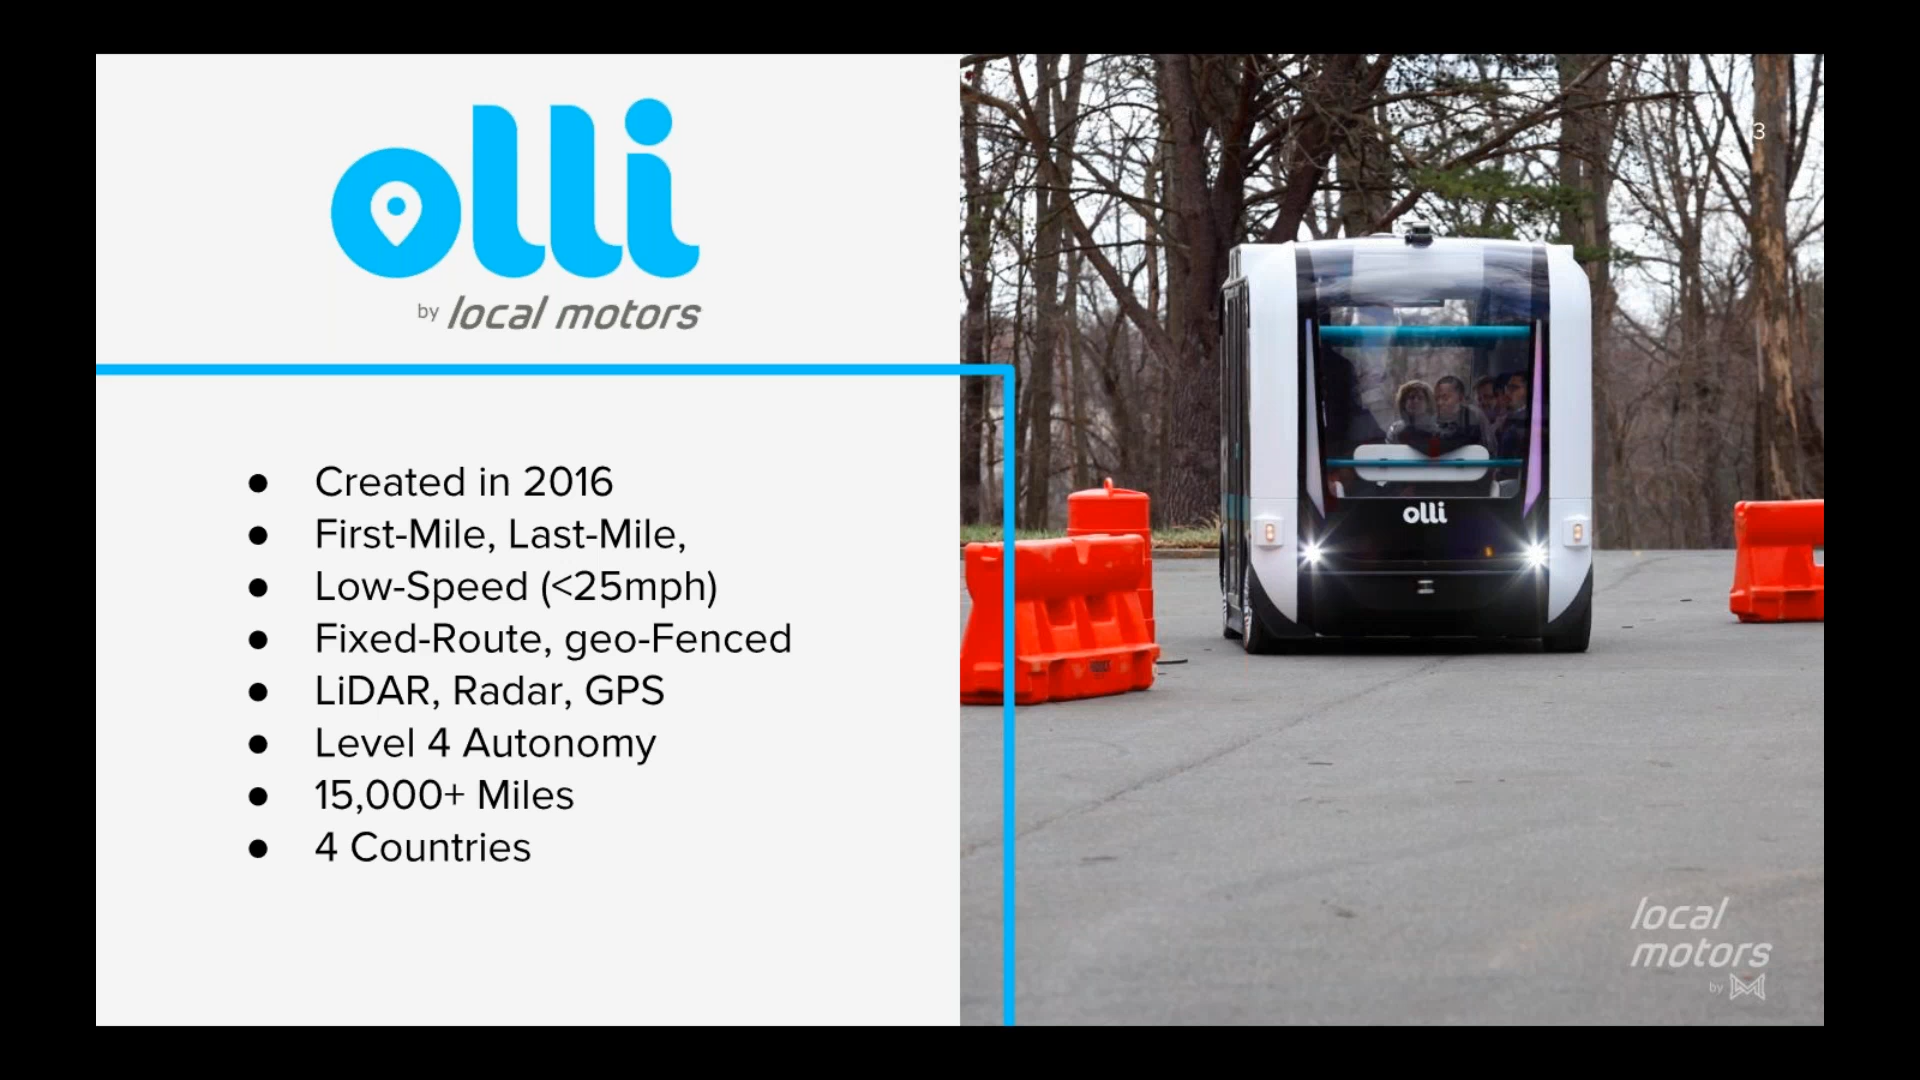 olli
by local motors
● Created in 2016
● First-Mile, Last-Mile,
● Low-Speed (<25mph)
● Fixed-Route, geo-Fenced
● LiDAR, Radar, GPS
● Level 4 Autonomy
● 15,000+ Miles
● 4 Countries
3
olli
local
motors
by